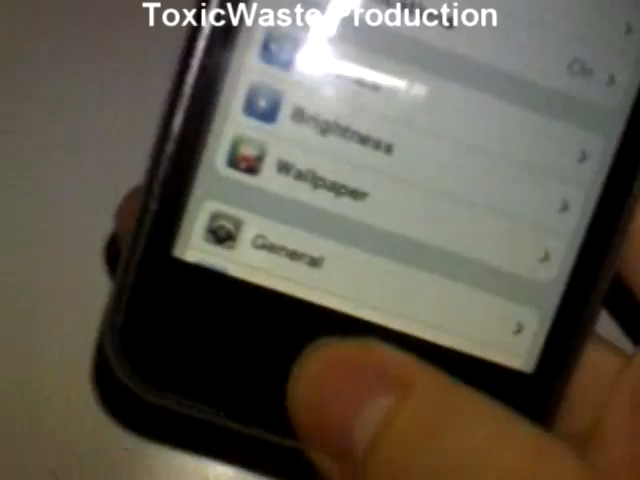 ToxicWaste Production
On
Brightness
Wallpaper
General